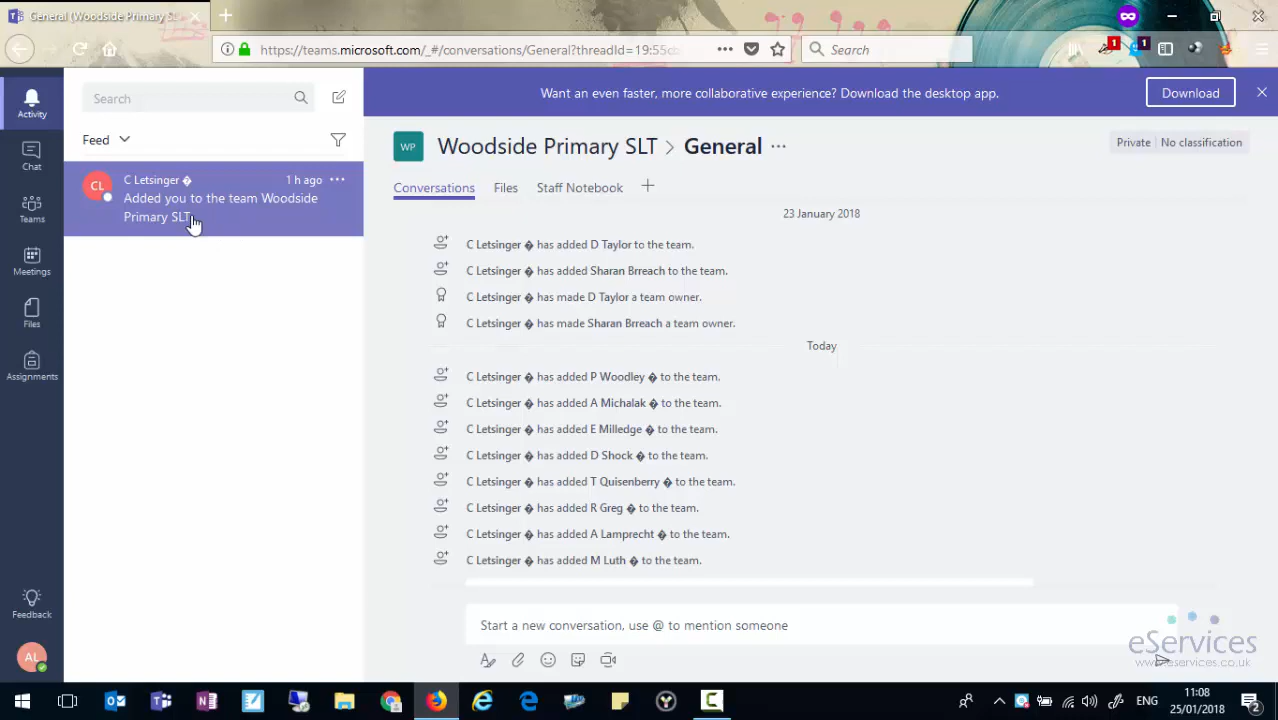 General (Woodside Primary SL
https://teams.microsoft.com/_#/conversations/General?threadId=19:55cb
Search
1
1
Activity
Chat
Teams
Meetings
Files
Assignments
Feedback
AL
Search
Feed
CL
C Letsinger � 1 h ago
Added you to the team Woodside
Primary SLT
Want an even faster, more collaborative experience? Download the desktop app.
Download
WP
Woodside Primary SLT > General
Private | No classification
Conversations Files Staff Notebook
23 January 2018
C Letsinger � has added D Taylor to the team.
C Letsinger � has added Sharan Brreach to the team.
C Letsinger � has made D Taylor a team owner.
C Letsinger � has made Sharan Brreach a team owner.
Today
C Letsinger � has added P Woodley � to the team.
C Letsinger � has added A Michalak � to the team.
C Letsinger � has added E Milledge � to the team.
C Letsinger � has added D Shock � to the team.
C Letsinger � has added T Quisenberry � to the team.
C Letsinger � has added R Greg � to the team.
C Letsinger � has added A Lamprecht � to the team.
C Letsinger � has added M Luth � to the team.
Start a new conversation, use @ to mention someone
eServices
www.eservices.co.uk
ENG
11:08
25/01/2018
2